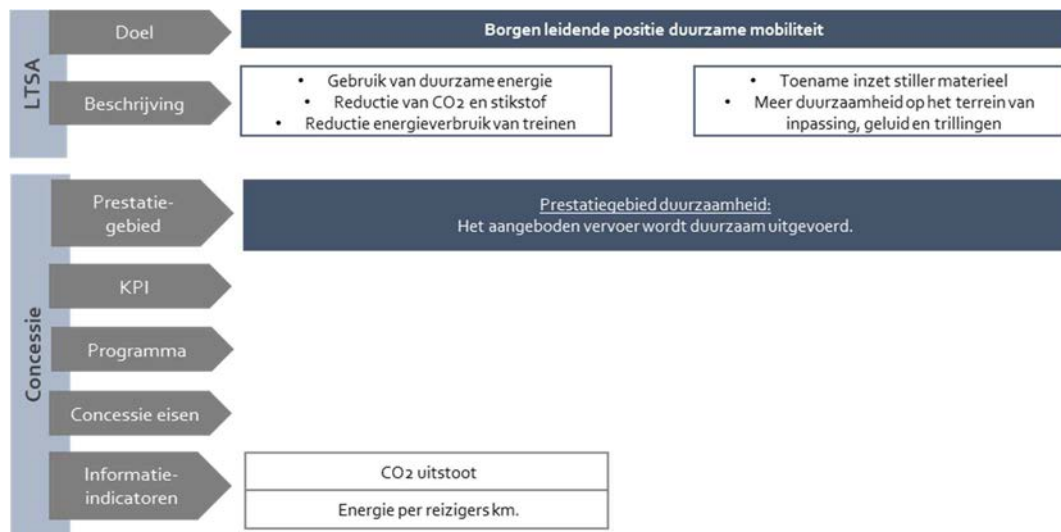 LTSA
Doel
Borgen leidende positie duurzame mobiliteit
Beschrijving
• Gebruik van duurzame energie
• Reductie van CO2 en stikstof
• Reductie energieverbruik van treinen
• Toename inzet stiller materieel
• Meer duurzaamheid op het terrein van
inpassing, geluid en trillingen
Concessie
Prestatie-
gebied
Prestatiegebied duurzaamheid:
Het aangeboden vervoer wordt duurzaam uitgevoerd.
KPI
Programma
Concessie eisen
Informatie-
indicatoren
CO2 uitstoot
Energie per reizigers km.